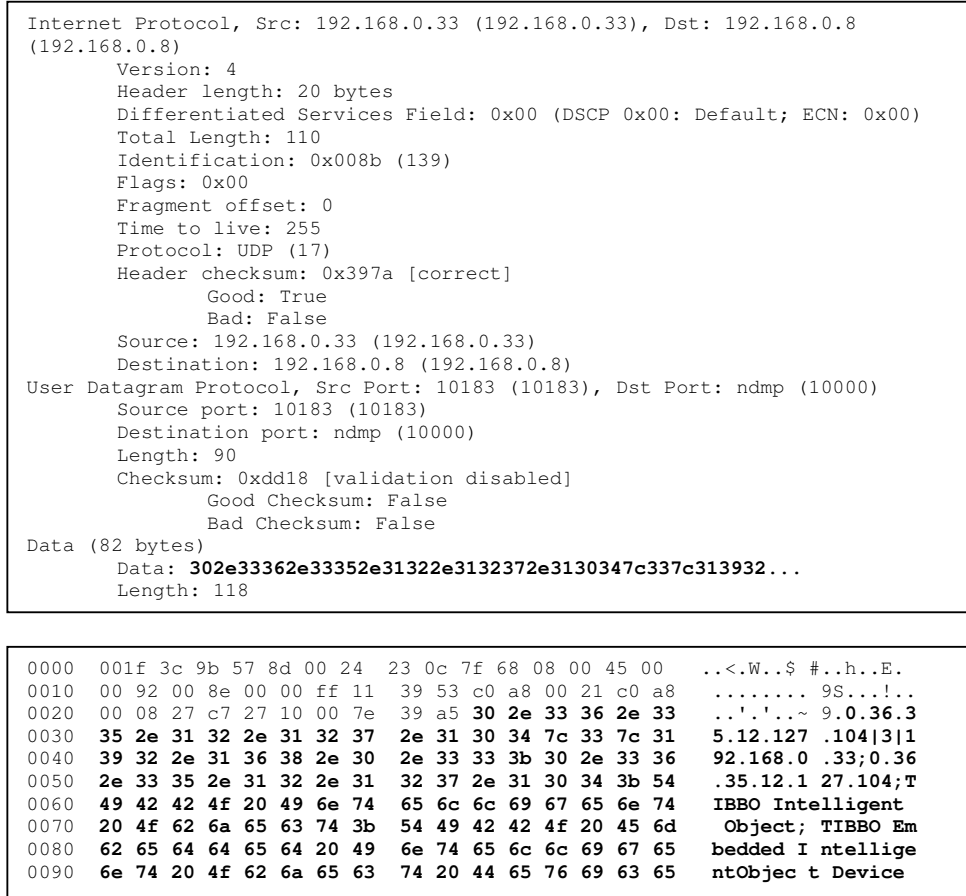 Internet Protocol, Src: 192.168.0.33 (192.168.0.33), Dst: 192.168.0.8
(192.168.0.8)
Version: 4
Header length: 20 bytes
Differentiated Services Field: 0x00 (DSCP 0x00: Default; ECN: 0x00)
Total Length: 110
Identification: 0x008b (139)
Flags: 0x00
Fragment offset: 0
Time to live: 255
Protocol: UDP (17)
Header checksum: 0x397a [correct]
Good: True
Bad: False
Source: 192.168.0.33 (192.168.0.33)
Destination: 192.168.0.8 (192.168.0.8)
User Datagram Protocol, Src Port: 10183 (10183), Dst Port: ndmp (10000)
Source port: 10183 (10183)
Destination port: ndmp (10000)
Length: 90
Checksum: 0xdd18 [validation disabled]
Good Checksum: False
Bad Checksum: False
Data (82 bytes)
Data: 302e33362e33352e31322e3132372e3130347c337c313932...
Length: 118
0000 001f 3c 9b 57 8d 00 24 23 0c 7f 68 08 00 45 00 ..<.W..$ #..h..E.
0010 00 92 00 8e 00 00 ff 11 39 53 c0 a8 00 21 c0 a8 ........ 9S...!..
0020 00 08 27 c7 27 10 00 7e 39 a5 30 2e 33 36 2e 33 ..'.'..~ 9.0.36.3
0030 35 2e 31 32 2e 31 32 37 2e 31 30 34 7c 33 7c 31 5.12.127 .104|3|1
0040 39 32 2e 31 36 38 2e 30 2e 33 33 3b 30 2e 33 36 92.168.0 .33;0.36
0050 2e 33 35 2e 31 32 2e 31 32 37 2e 31 30 34 3b 54 .35.12.1 27.104;T
0060 49 42 42 4f 20 49 6e 74 65 6c 6c 69 67 65 6e 74 IBBO Intelligent
0070 20 4f 62 6a 65 63 74 3b 54 49 42 42 4f 20 45 6d Object; TIBBO Em
0080 62 65 64 64 65 64 20 49 6e 74 65 6c 6c 69 67 65 bedded I ntellige
0090 6e 74 20 4f 62 6a 65 63 74 20 44 65 76 69 63 65 ntObjec t Device